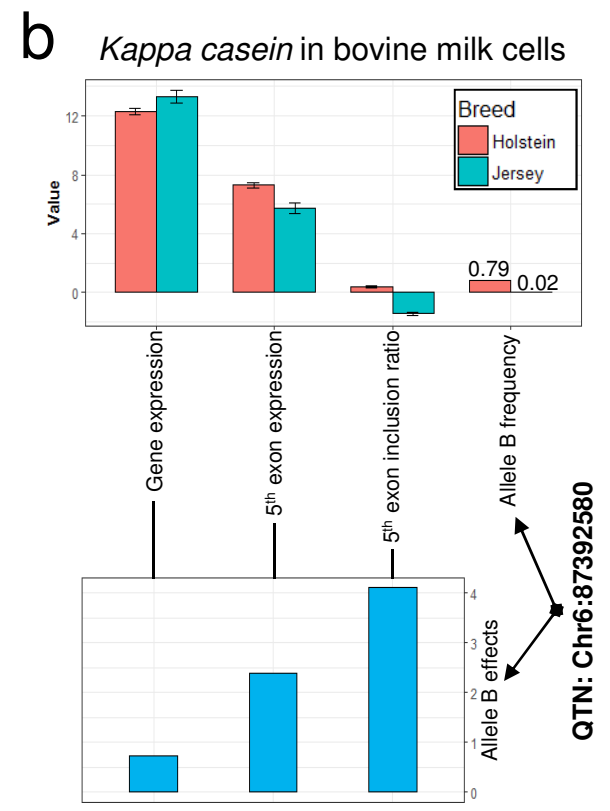 b
Kappa casein in bovine milk cells
Value
12
8
4
0
Breed
Holstein
Jersey
0.79
0.02
Gene expression
5th exon expression
5th exon inclusion ratio
Allele B frequency
4
3
2
1
0
Allele B effects
QTN: Chr6:87392580